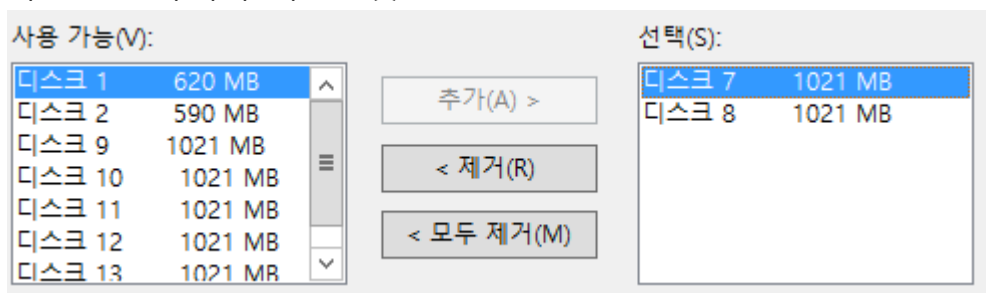 사용 가능(V):
디스크 1 620 MB
디스크 2 590 MB
디스크 9 1021 MB
디스크 10 1021 MB
디스크 11 1021 MB
디스크 12 1021 MB
디스크 13 1021 MB
추가(A) >
< 제거(R)
< 모두 제거(M)
선택(S):
디스크 7 1021 MB
디스크 8 1021 MB